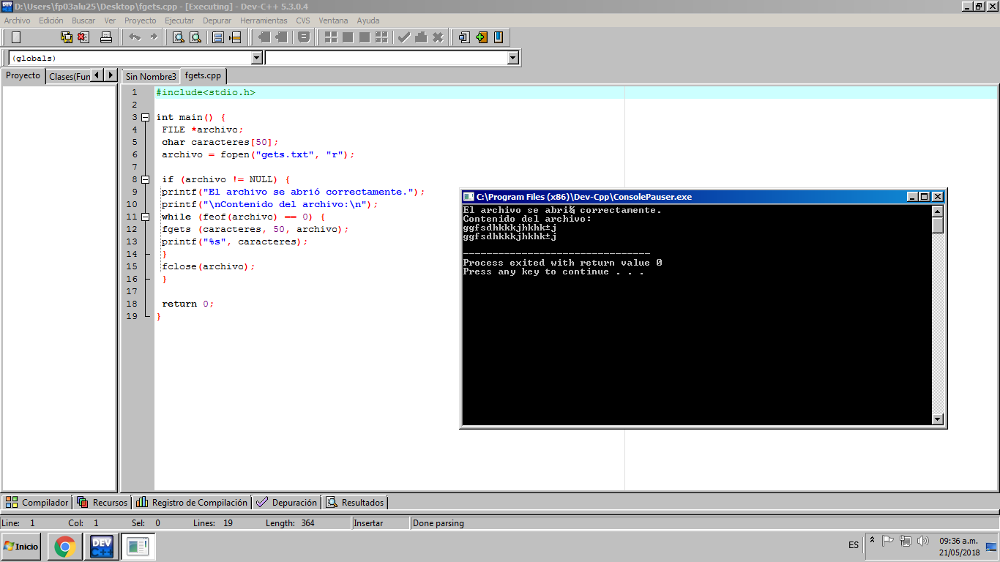 D:\Users\fp03alu25\Desktop\fgets.cpp - [Executing] - Dev-C++ 5.3.0.4
Archivo Edición Buscar Ver Proyecto Ejecutar Depurar Herramientas CVS Ventana Ayuda
(globals)
Proyecto Clases(Fun Sin Nombre3 fgets.cpp
1 #include<stdio.h>
2
3 int main() {
4 FILE *archivo;
5 char caracteres[50];
6 archivo = fopen("gets.txt", "r");
7
8 if (archivo != NULL) {
9 printf("El archivo se abrió correctamente.");
10 printf("\nContenido del archivo:\n");
11 while (feof(archivo) == 0) {
12 fgets (caracteres, 50, archivo);
13 printf("%s", caracteres);
14 }
15 fclose(archivo);
16 }
17
18 return 0;
19 }
C:\Program Files (x86)\Dev-Cpp\ConsolePauser.exe
El archivo se abri¾ correctamente.
Contenido del archivo:
ggfsdhkkkjhkhk±j
ggfsdhkkkjhkhk±j
--------------------------------
Process exited with return value 0
Press any key to continue . . .
Compilador Recursos Registro de Compilación Depuración Resultados
Line: 1 Col: 1 Sel: 0 Lines: 19 Length: 364 Insertar Done parsing
Inicio DEV C++ ES 09:36 a.m.
21/05/2018